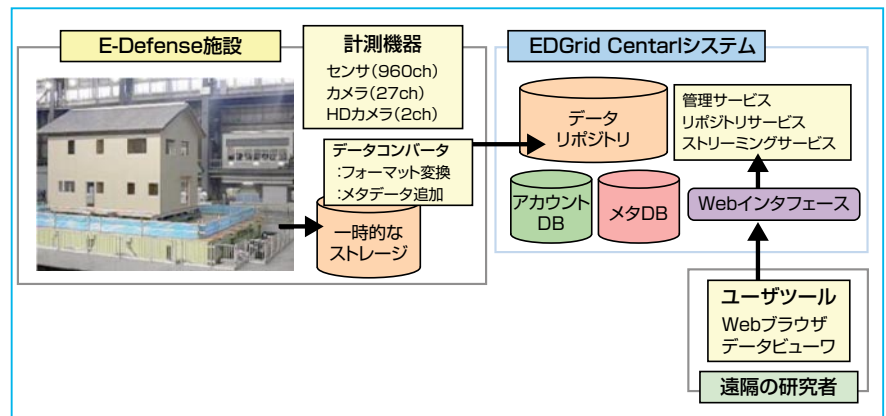 E-Defense施設
計測機器
センサ(960ch)
カメラ(27ch)
HDカメラ(2ch)
データコンバータ
:フォーマット変換
:メタデータ追加
一時的な
ストレージ
EDGrid Centarlシステム
データ
リポジトリ
管理サービス
リポジトリサービス
ストリーミングサービス
アカウント
DB
メタDB
Webインタフェース
ユーザツール
Webブラウザ
データビューワ
遠隔の研究者